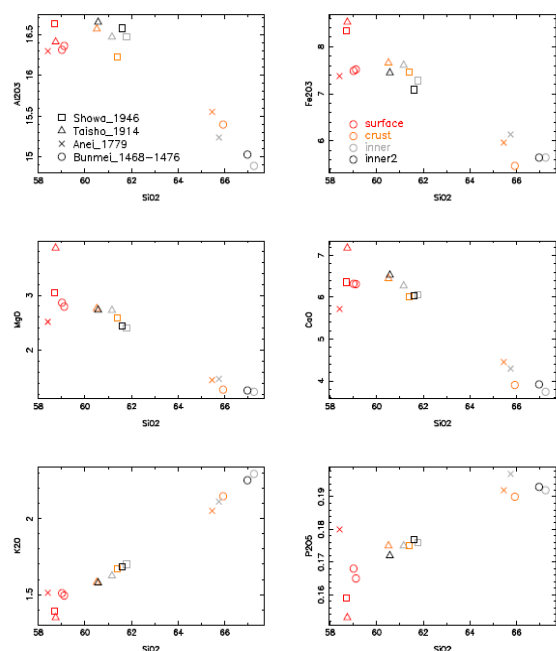 Al2O3
16.5
16
15.5
15
58
60
62
64
66
SiO2
Showa_1946
Taisho_1914
Anei_1779
Bunmei_1468-1476
Fe2O3
8
7
6
58
60
62
64
66
SiO2
surface
crust
inner
inner2
MgO
3
2
58
60
62
64
66
SiO2
CaO
7
6
5
4
58
60
62
64
66
SiO2
K2O
2
1.5
58
60
62
64
66
SiO2
P2O5
0.19
0.18
0.17
0.16
58
60
62
64
66
SiO2